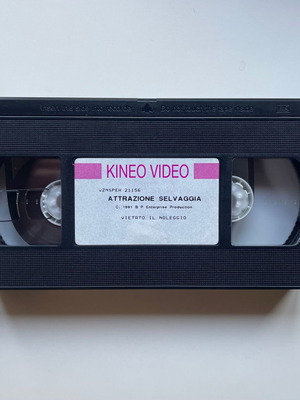 KINEO VIDEO
VZMSPEH 21156
ATTRAZIONE SELVAGGIA
C. 1991 B P Enterprise Production
VIETATO IL NOLEGGIO